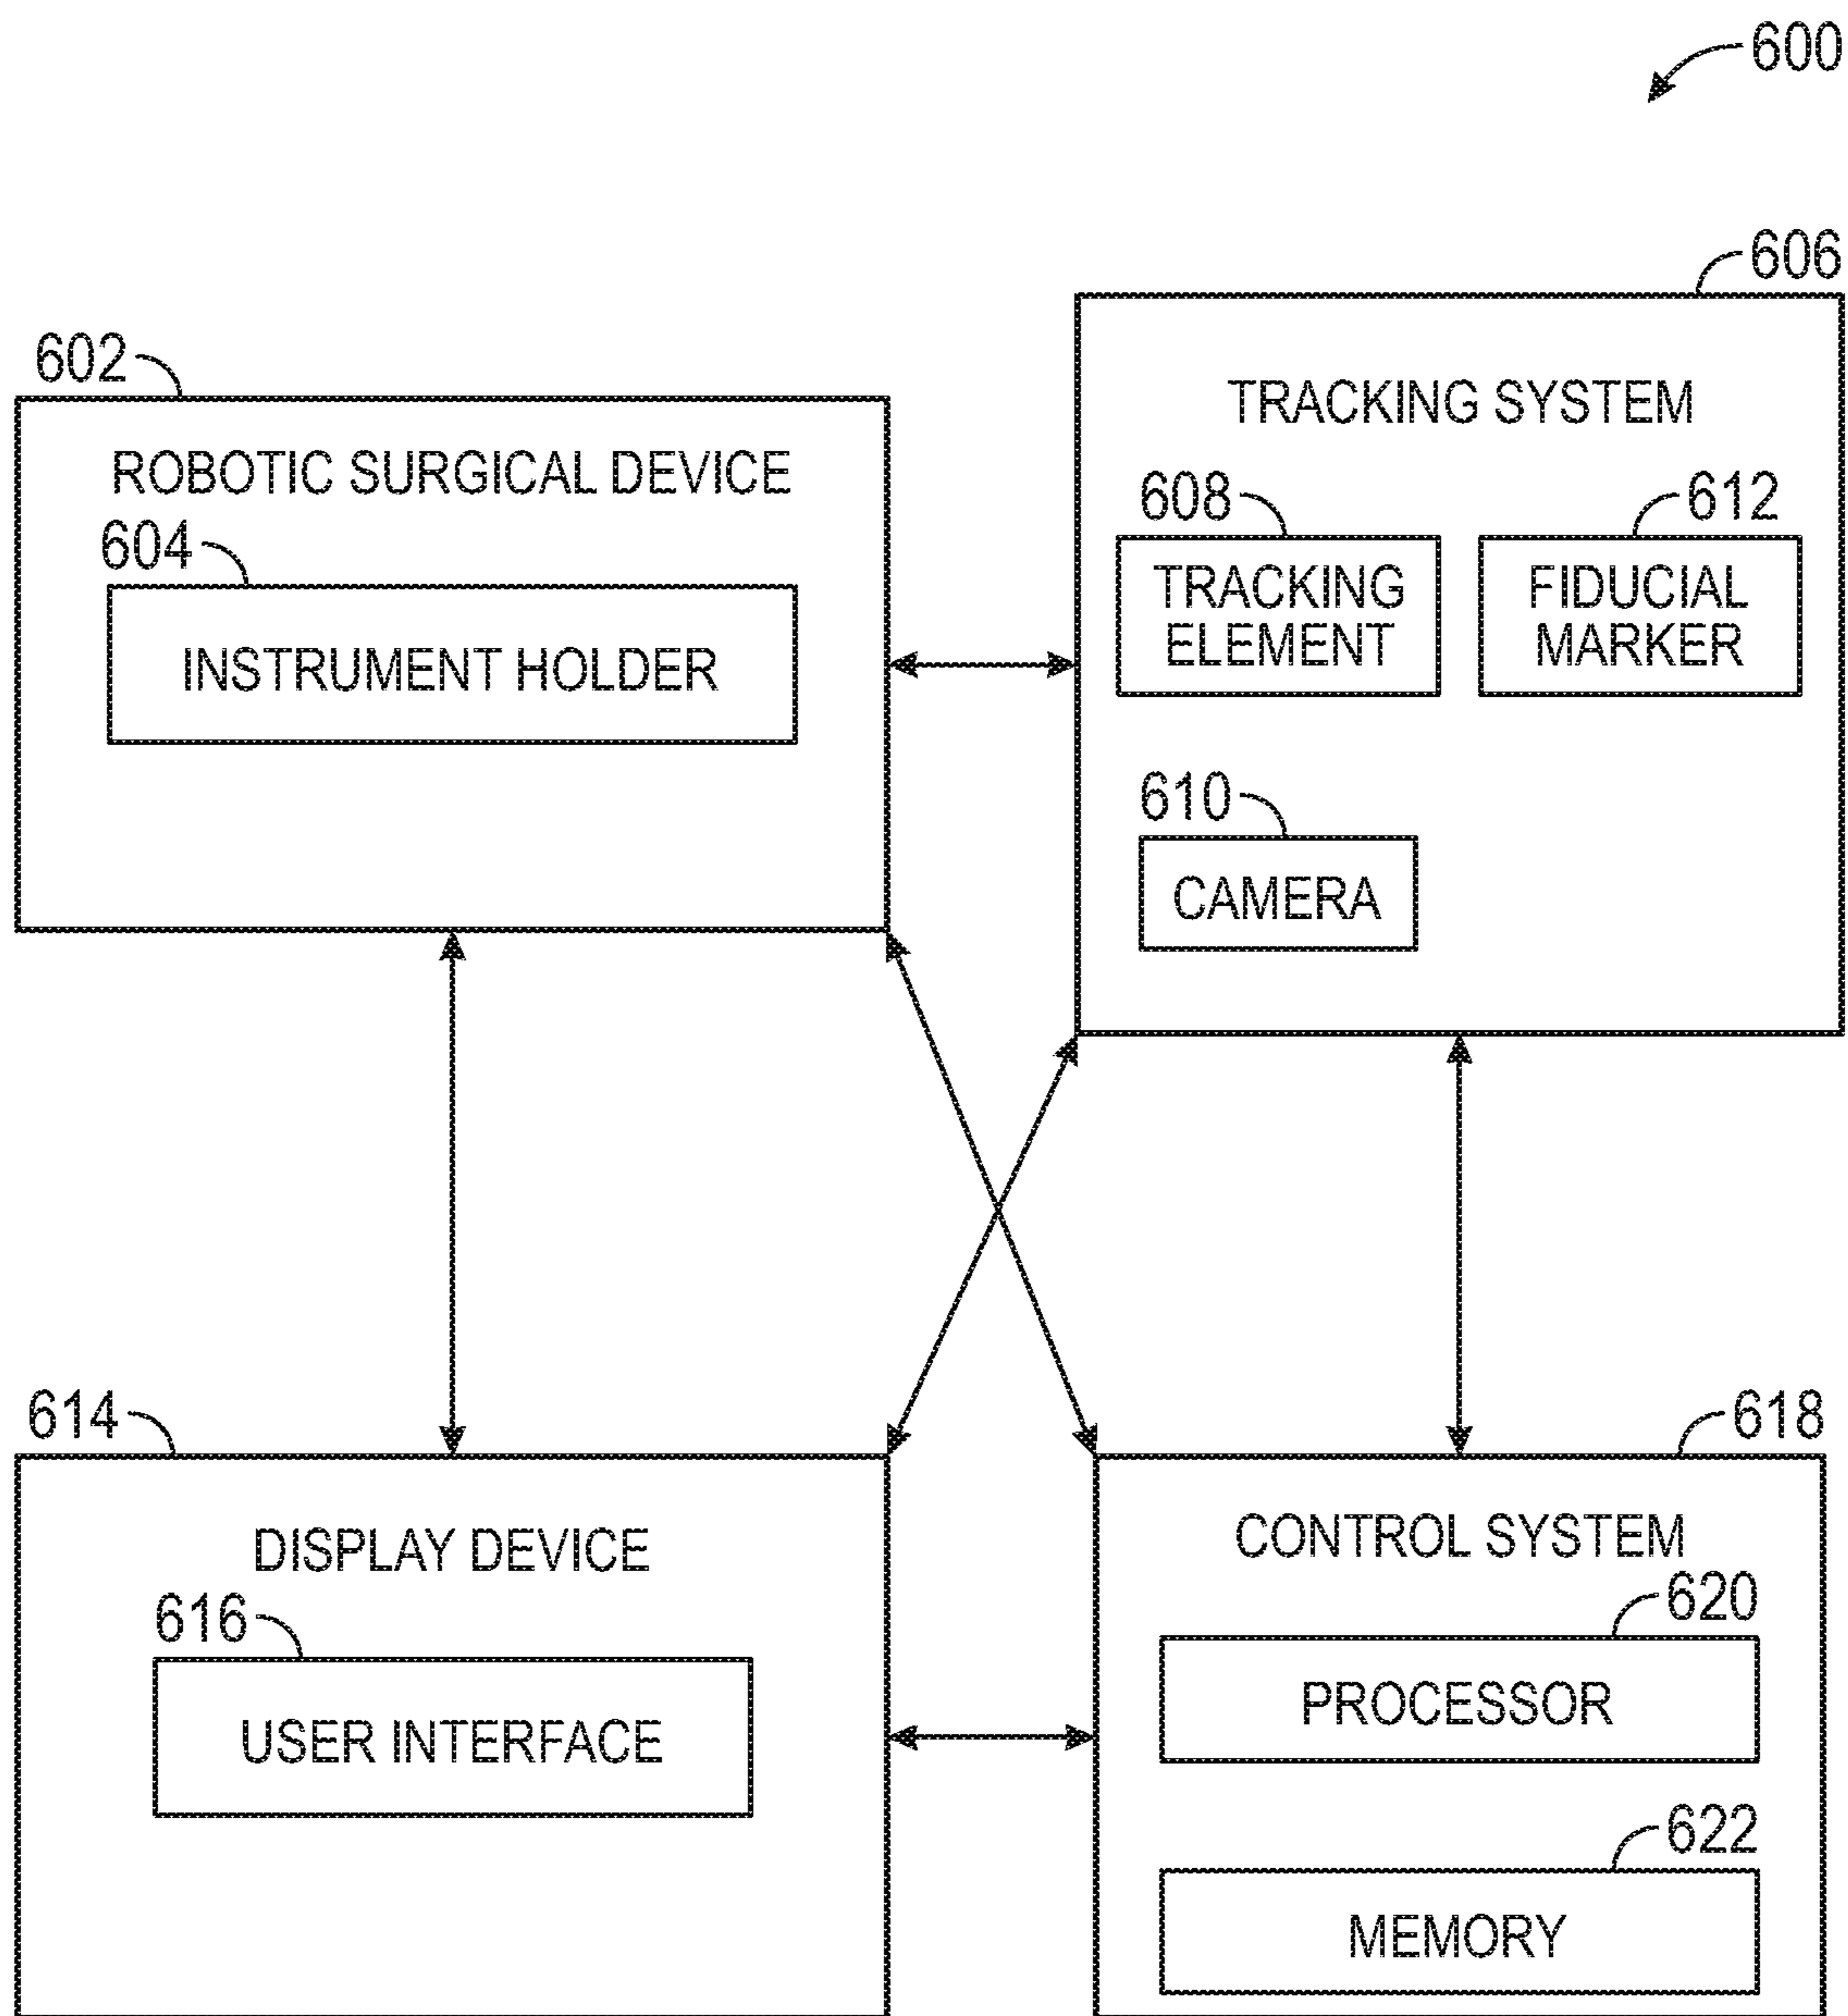 600
606
602
TRACKING SYSTEM
ROBOTIC SURGICAL DEVICE
608
612
604
TRACKING
ELEMENT
FIDUCIAL
MARKER
INSTRUMENT HOLDER
610
CAMERA
614
618
DISPLAY DEVICE
CONTROL SYSTEM
616
620
USER INTERFACE
PROCESSOR
622
MEMORY